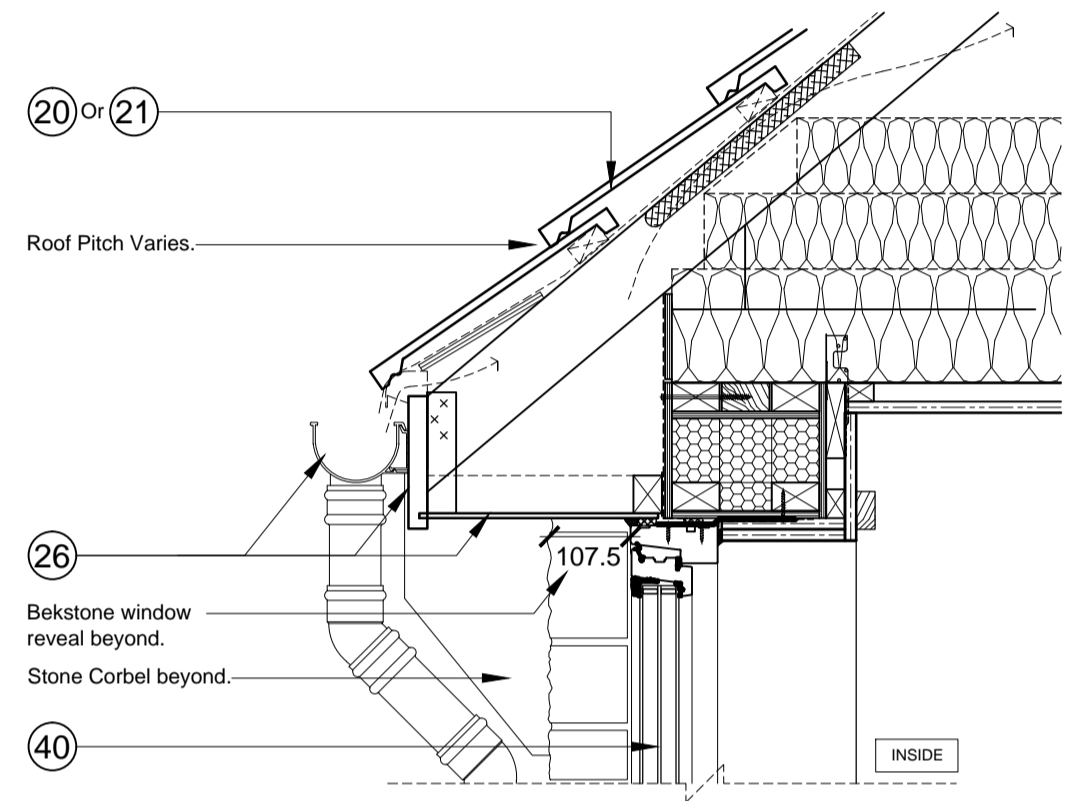 20 Or 21
Roof Pitch Varies.
26
107.5
Bekstone window
reveal beyond.
Stone Corbel beyond.
40
INSIDE